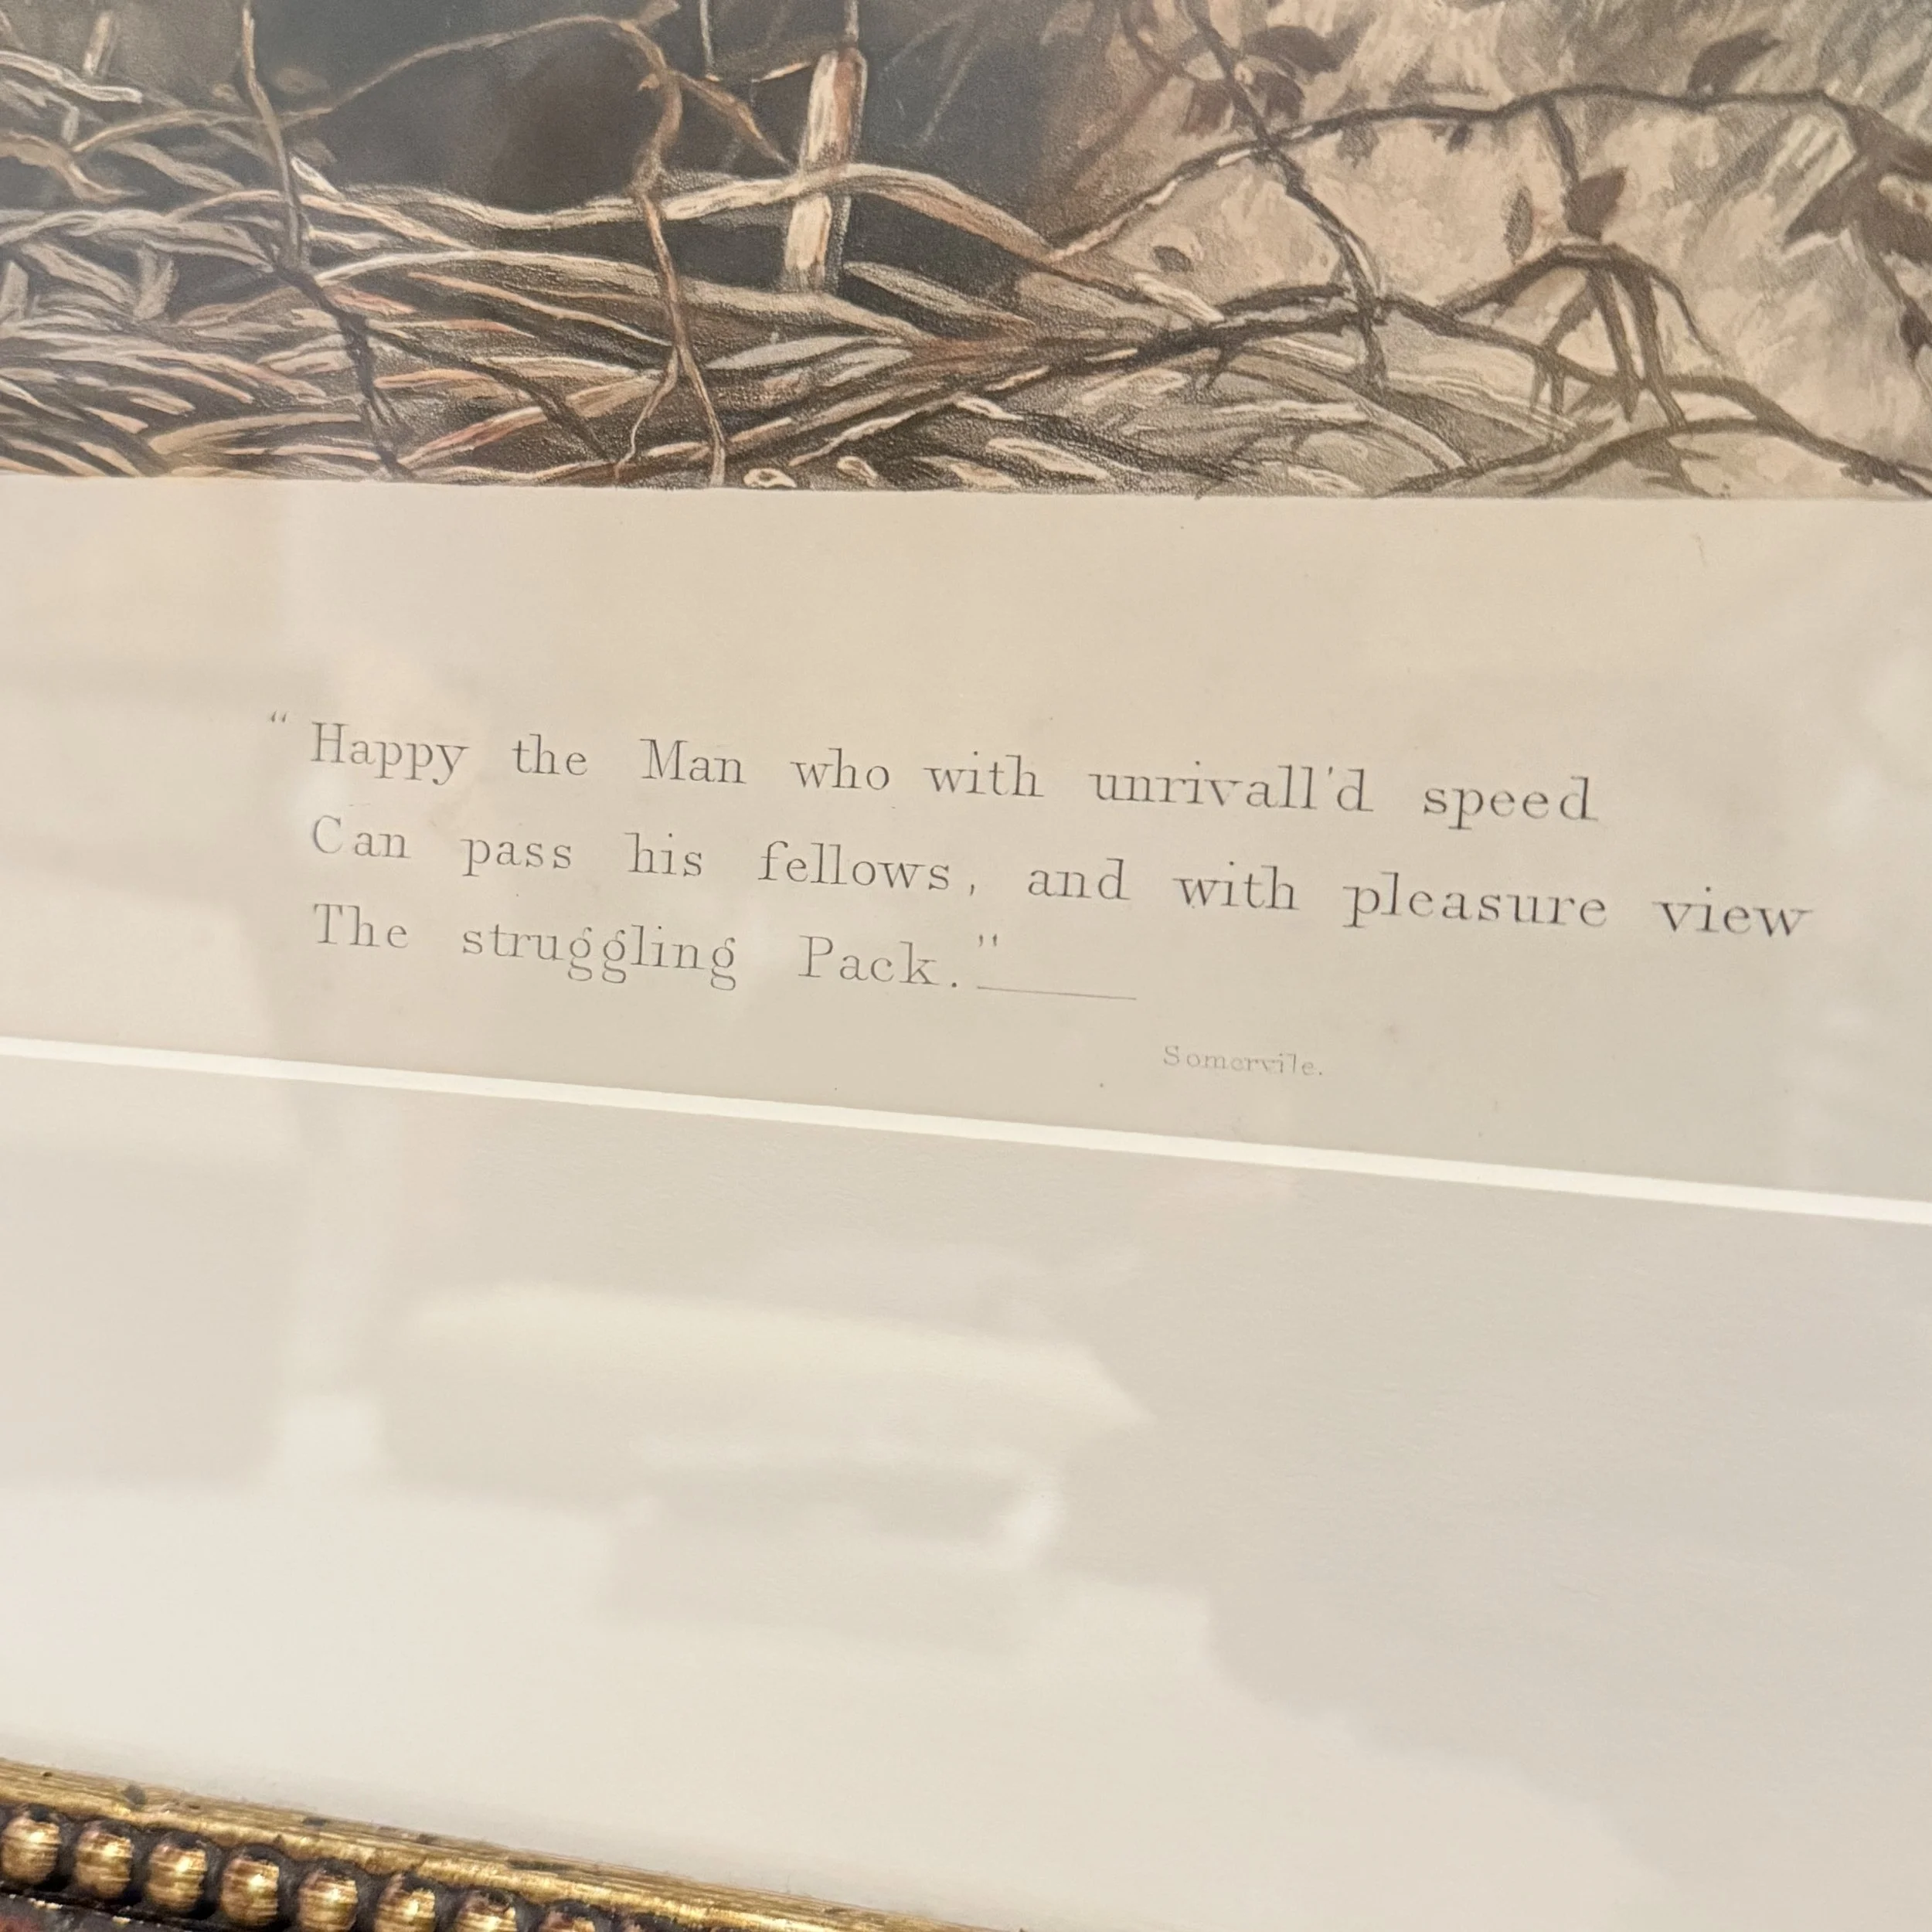 “Happy the Man who with unrivall'd speed
Can pass his fellows, and with pleasure view
The struggling Pack.”____
Somervile.